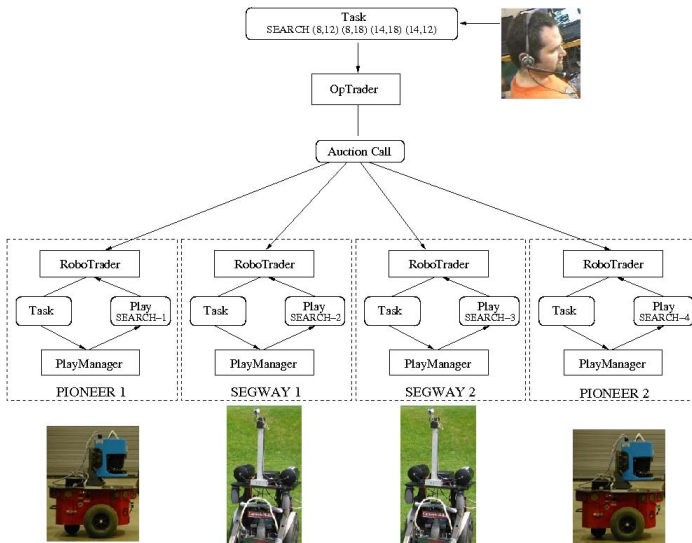 Task
SEARCH (8,12) (8,18) (14,18) (14,12)
OpTrader
Auction Call
RoboTrader
RoboTrader
RoboTrader
RoboTrader
Task
Play
SEARCH–1
Task
Play
SEARCH–2
Task
Play
SEARCH–3
Task
Play
SEARCH–4
PlayManager
PlayManager
PlayManager
PlayManager
PIONEER 1
SEGWAY 1
SEGWAY 2
PIONEER 2